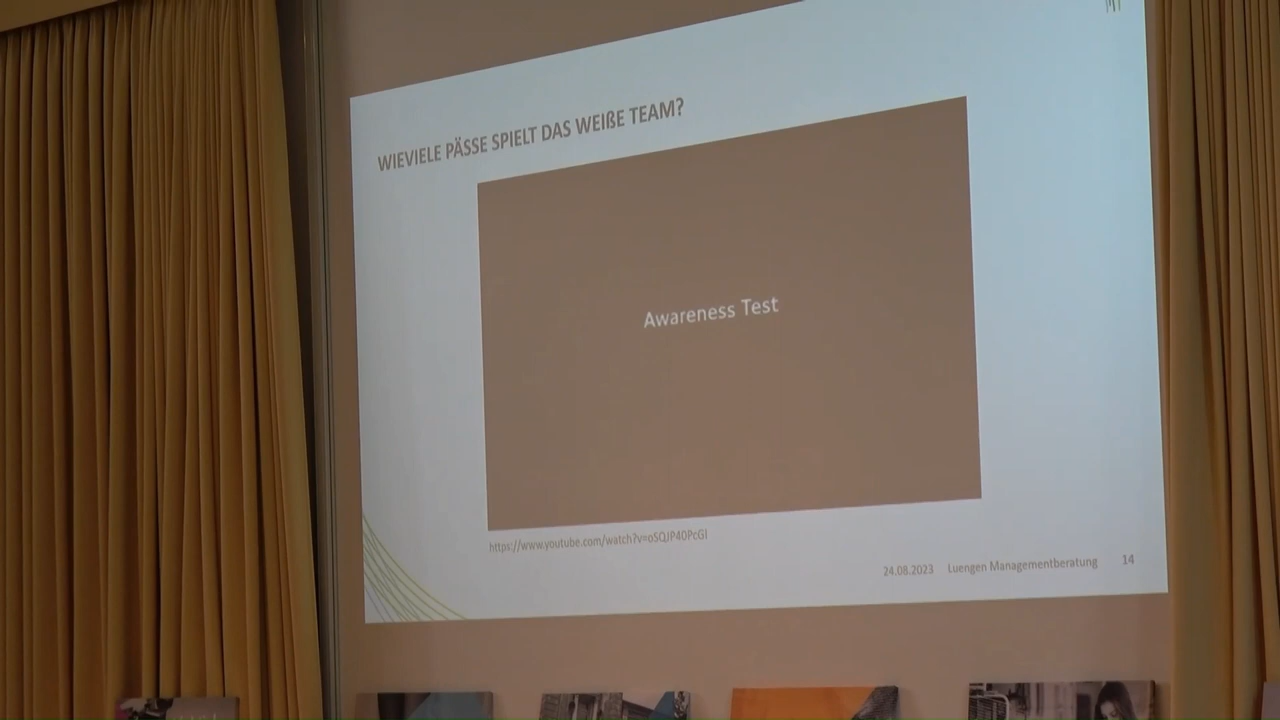 WIEVIELE PÄSSE SPIELT DAS WEIßE TEAM?
Awareness Test
https://www.youtube.com/watch?v=oSQJP40PcGI
24.08.2023 Luengen Managementberatung 14